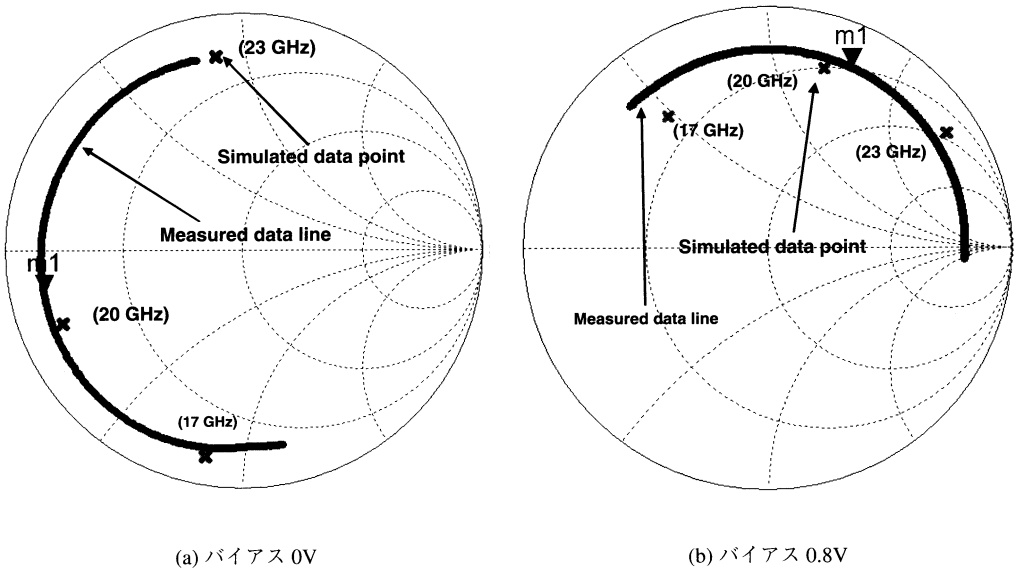 (23 GHz)
Simulated data point
Measured data line
m1
(20 GHz)
(17 GHz)
(a) バイアス 0V
m1
(20 GHz)
(17 GHz)
(23 GHz)
Simulated data point
Measured data line
(b) バイアス 0.8V